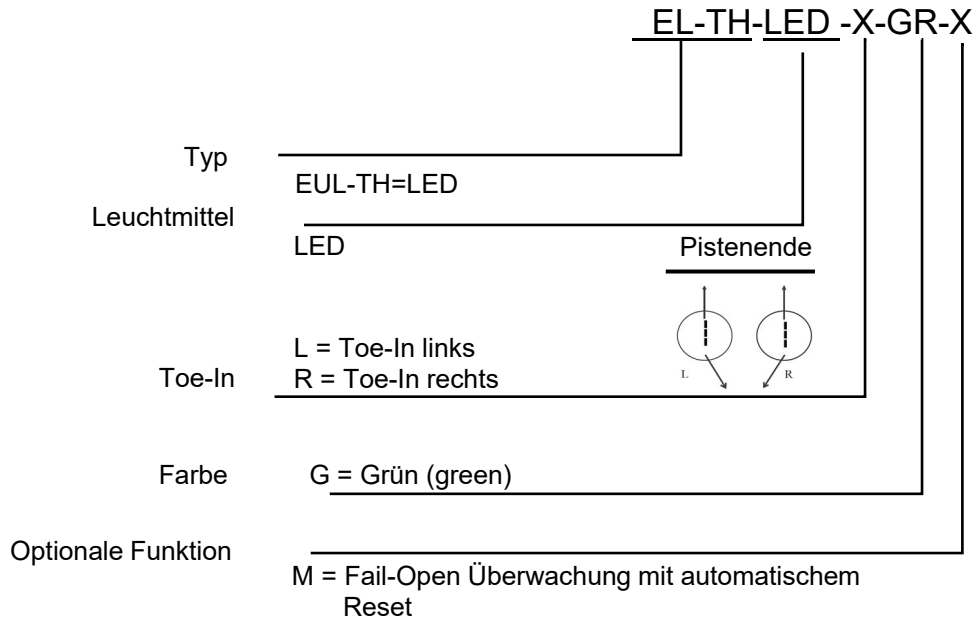 EL-TH-LED -X-GR-X
Typ
EUL-TH=LED
Leuchtmittel
LED
Pistenende
L = Toe-In links
L R
Toe-In R = Toe-In rechts
Farbe G = Grün (green)
Optionale Funktion
M = Fail-Open Überwachung mit automatischem
Reset